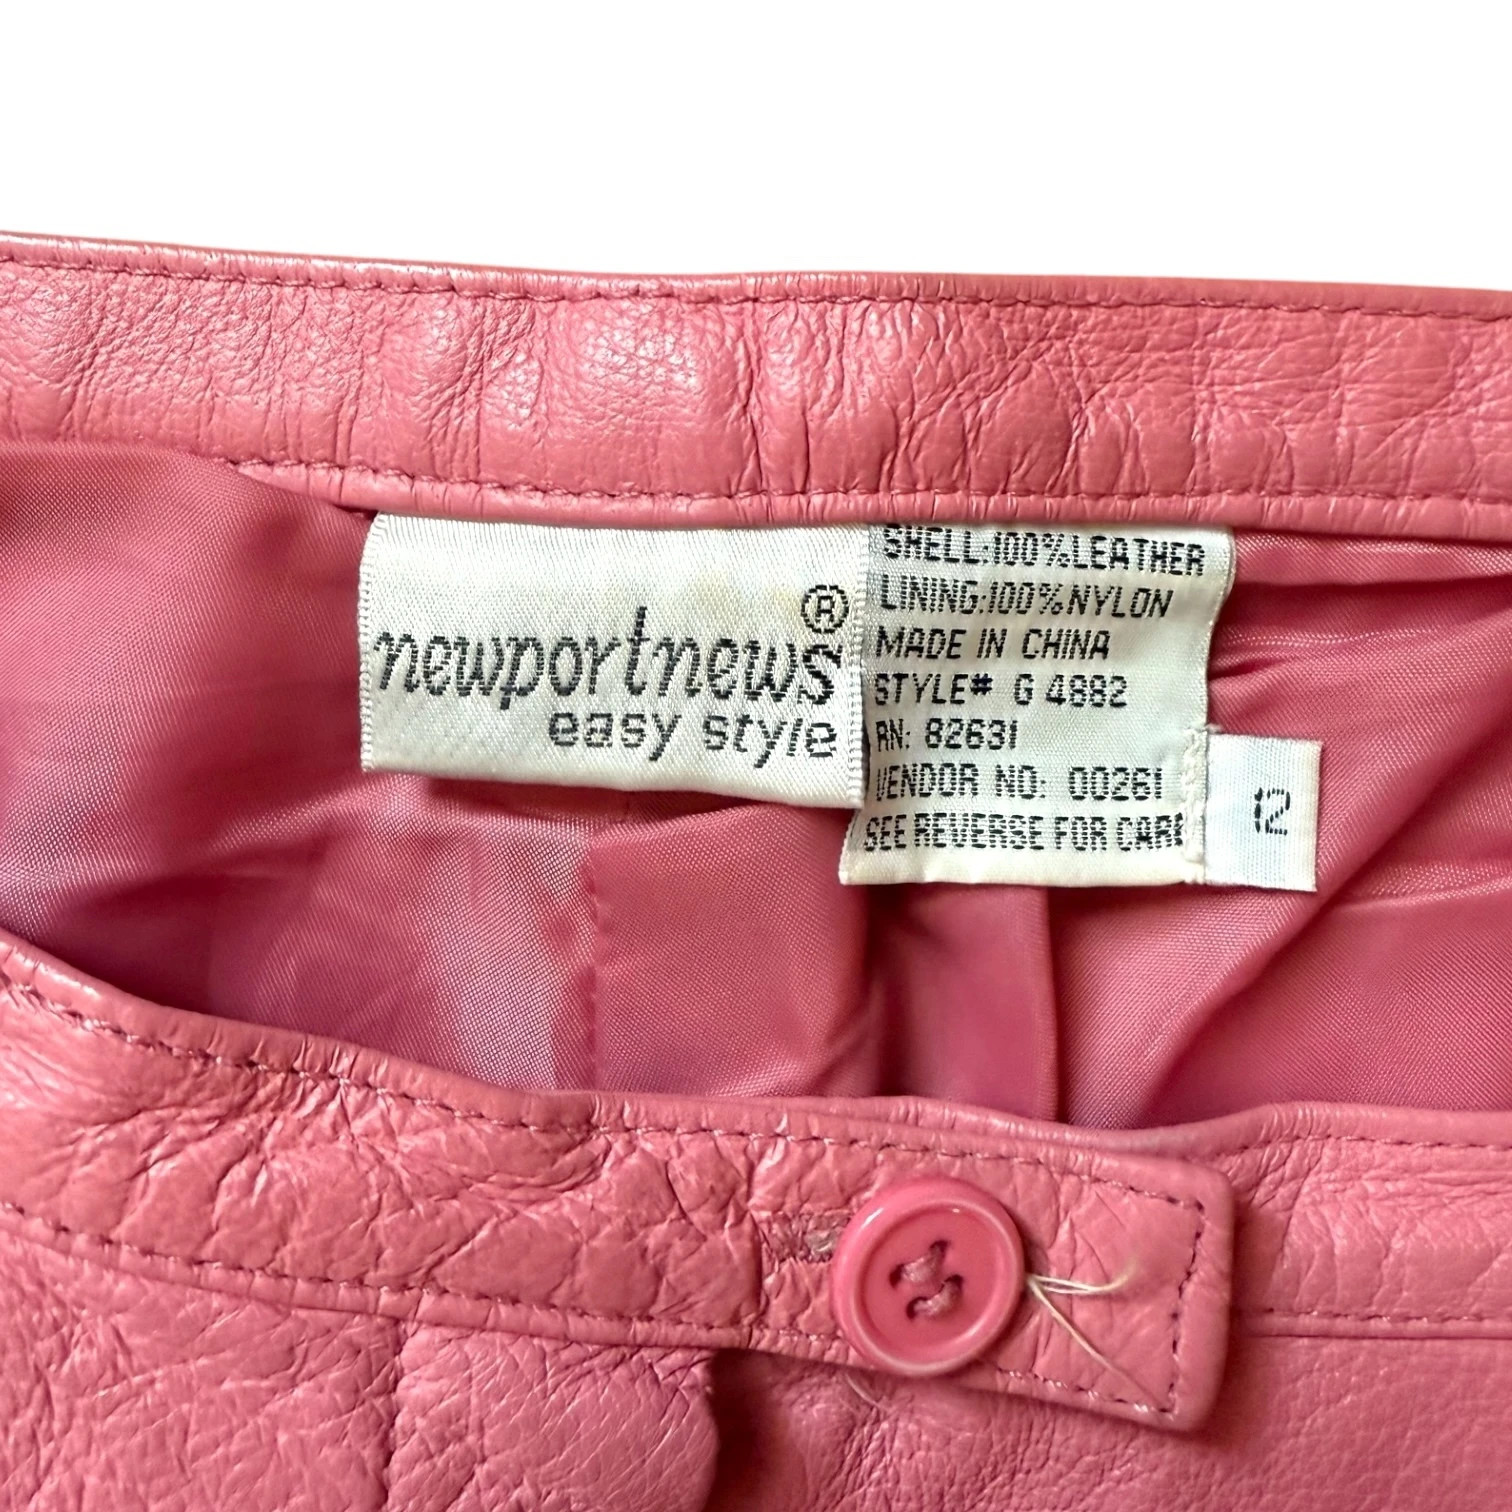 newportnews®
easy style
SHELL:100%LEATHER
LINING:100%NYLON
MADE IN CHINA
STYLE# G 4882
RN: 82631
VENDOR NO: 00261
SEE REVERSE FOR CARE
12